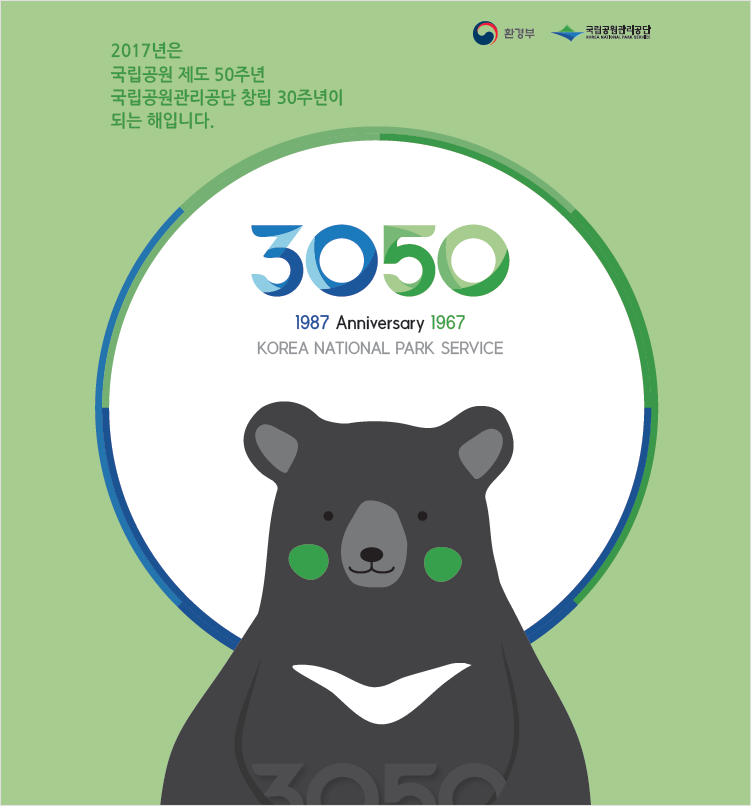 환경부
국립공원관리공단
KOREA NATIONAL PARK SERVICE
2017년은
국립공원 제도 50주년
국립공원관리공단 창립 30주년이
되는 해입니다.
3050
1987 Anniversary 1967
KOREA NATIONAL PARK SERVICE
3050